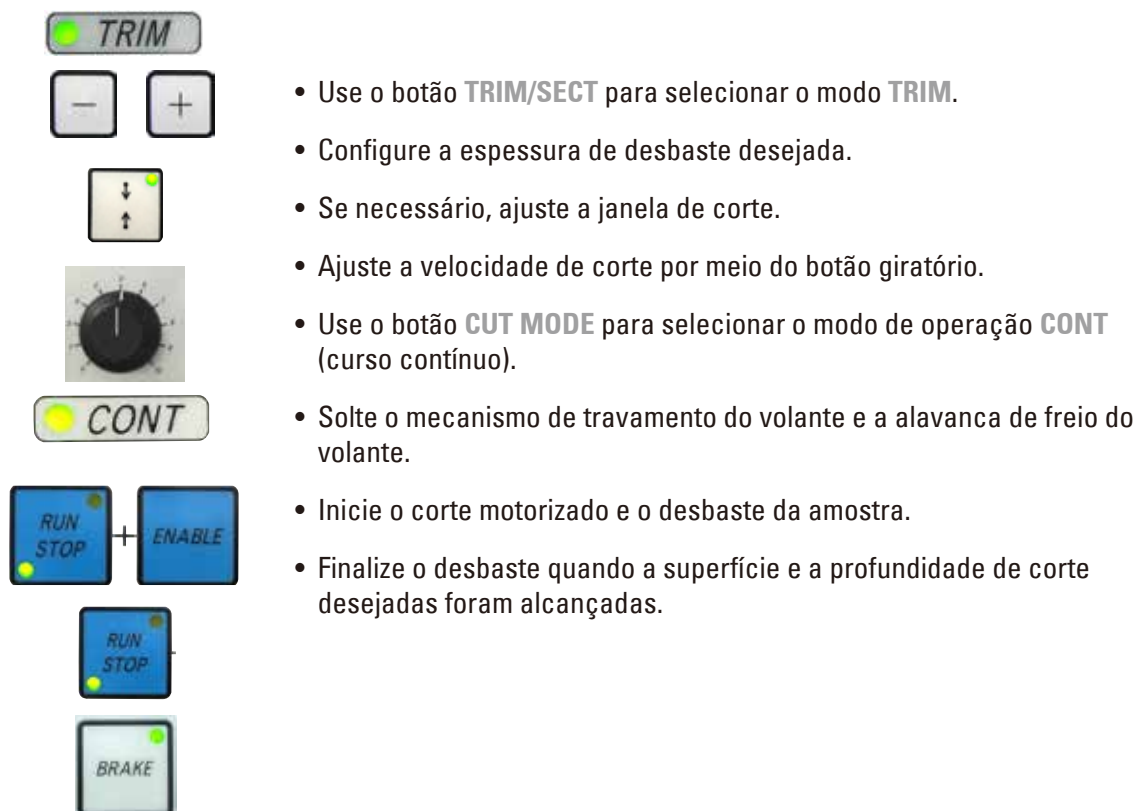 TRIM
− +
• Use o botão TRIM/SECT para selecionar o modo TRIM.
• Configure a espessura de desbaste desejada.
• Se necessário, ajuste a janela de corte.
• Ajuste a velocidade de corte por meio do botão giratório.
• Use o botão CUT MODE para selecionar o modo de operação CONT
(curso contínuo).
CONT
• Solte o mecanismo de travamento do volante e a alavanca de freio do
volante.
RUN
STOP
+
ENABLE
• Inicie o corte motorizado e o desbaste da amostra.
• Finalize o desbaste quando a superfície e a profundidade de corte
desejadas foram alcançadas.
RUN
STOP
BRAKE